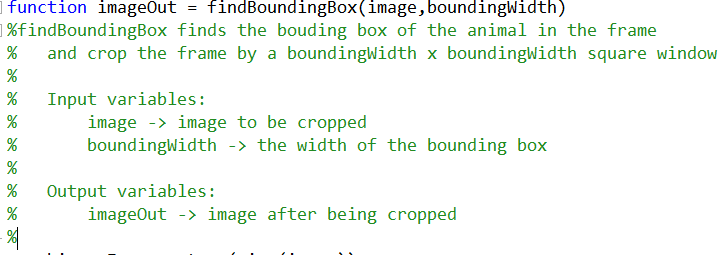 function imageOut = findBoundingBox(image,boundingWidth)
%findBoundingBox finds the bouding box of the animal in the frame
%   and crop the frame by a boundingWidth x boundingWidth square window
%
%   Input variables:
%       image -> image to be cropped
%       boundingWidth -> the width of the bounding box
%
%   Output variables:
%       imageOut -> image after being cropped
%